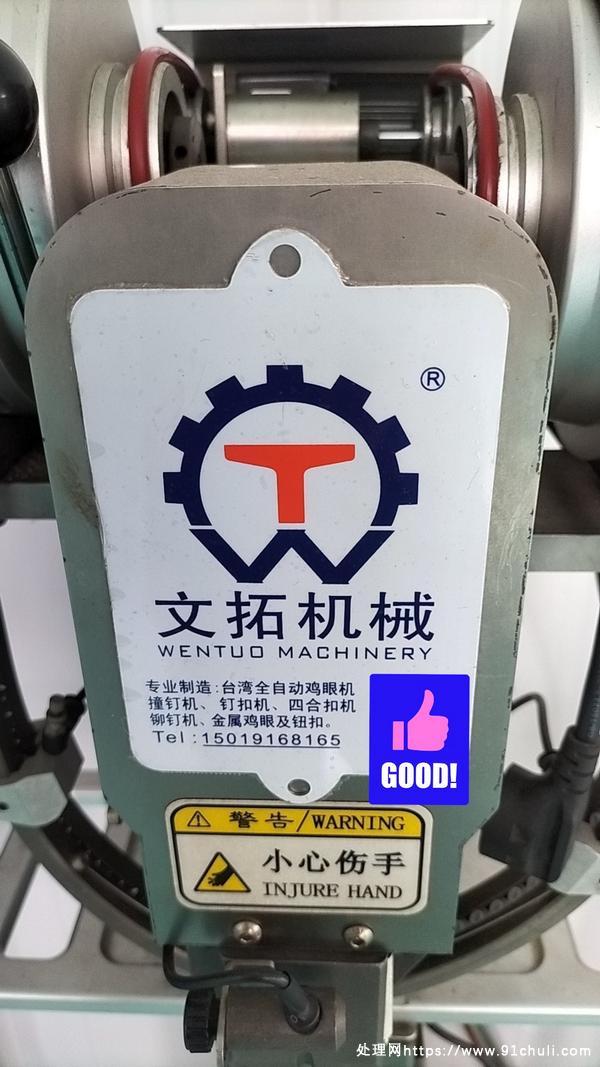 ®
文拓机械
WENTUO MACHINERY
专业制造:台湾全自动鸡眼机
撞钉机、钉扣机、四合扣机
铆钉机、金属鸡眼及钮扣。
Tel:15019168165
GOOD!
警告/WARNING
小心伤手
INJURE HAND
处理网https://www.91chuli.com